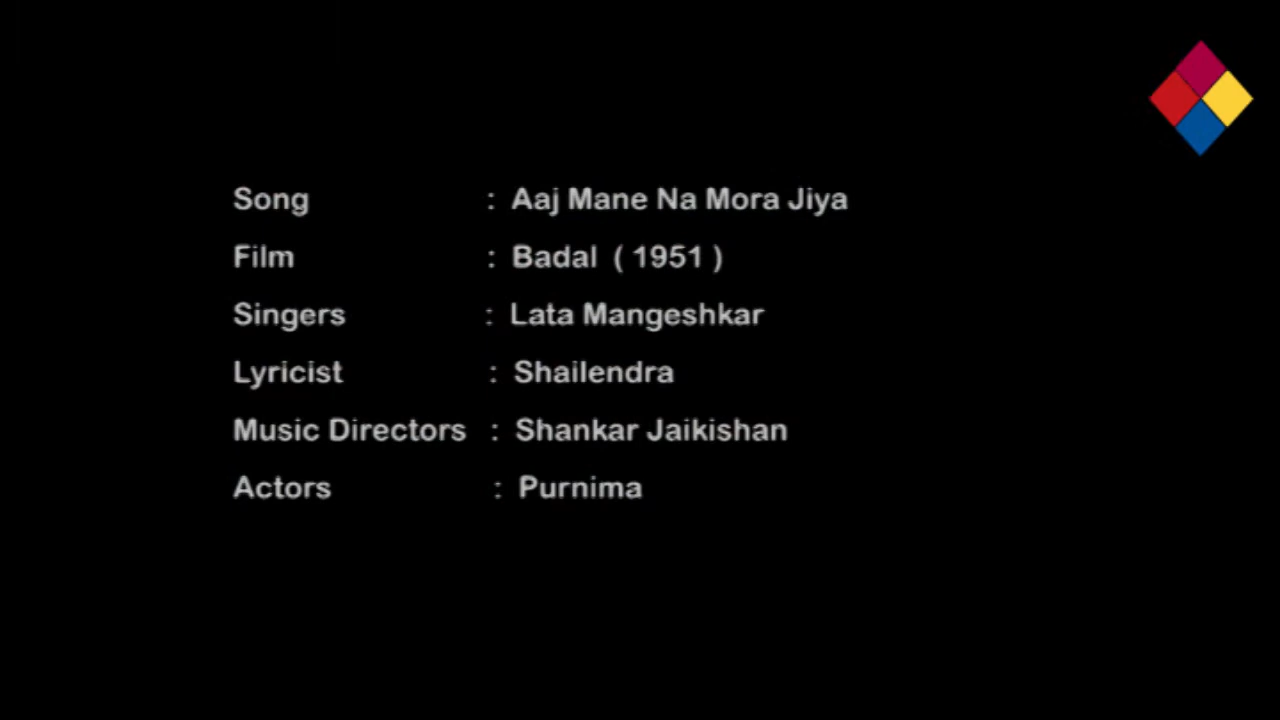 Song : Aaj Mane Na Mora Jiya
Film : Badal ( 1951 )
Singers : Lata Mangeshkar
Lyricist : Shailendra
Music Directors : Shankar Jaikishan
Actors : Purnima